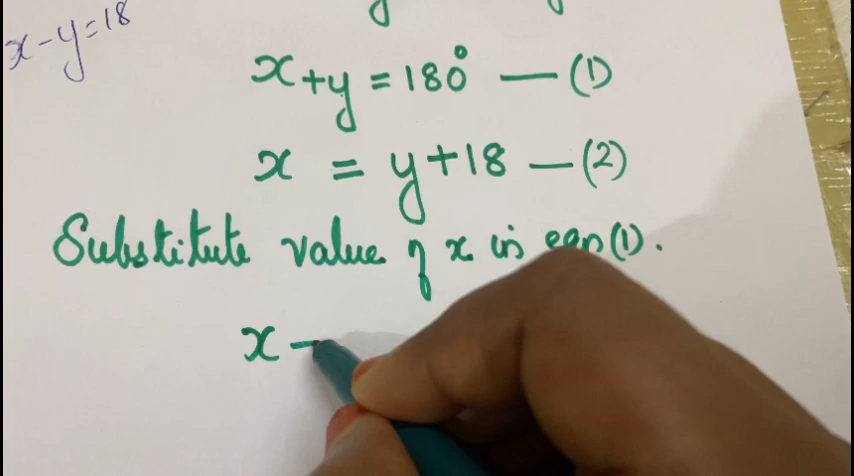 x-y=18
x+y = 180° — (1)
x = y+18 — (2)
Substitute value of x in eqn(1).
x -